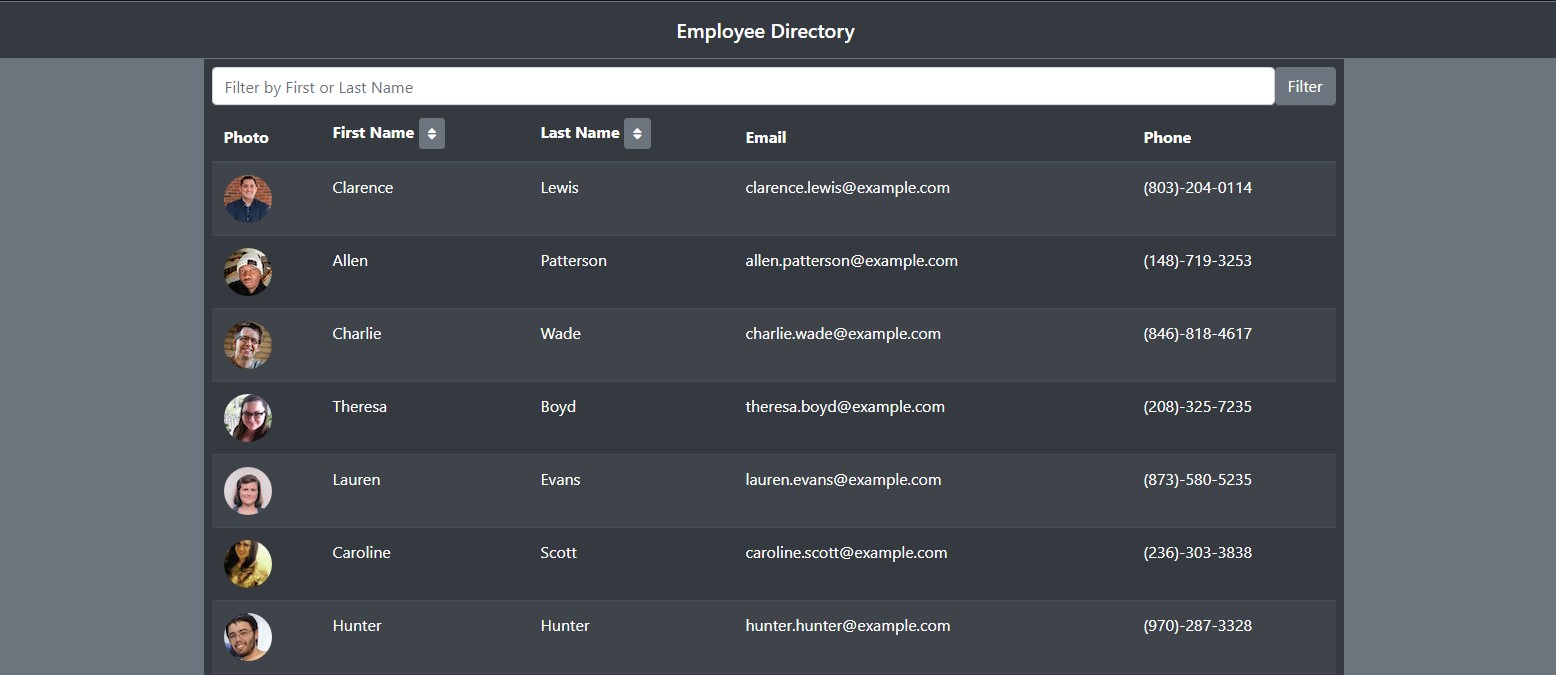 Employee Directory
Filter by First or Last Name Filter
Photo First Name Last Name Email Phone
Clarence Lewis clarence.lewis@example.com (803)-204-0114
Allen Patterson allen.patterson@example.com (148)-719-3253
Charlie Wade charlie.wade@example.com (846)-818-4617
Theresa Boyd theresa.boyd@example.com (208)-325-7235
Lauren Evans lauren.evans@example.com (873)-580-5235
Caroline Scott caroline.scott@example.com (236)-303-3838
Hunter Hunter hunter.hunter@example.com (970)-287-3328